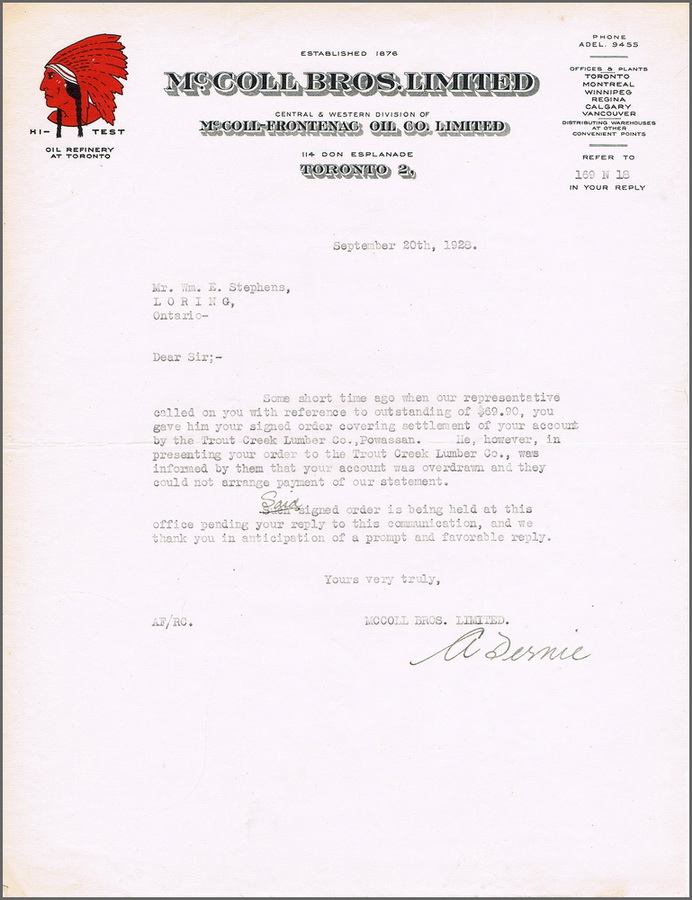 ESTABLISHED 1876
McCOLL BROS. LIMITED
CENTRAL & WESTERN DIVISION OF
McCOLL-FRONTENAC OIL CO. LIMITED
114 DON ESPLANADE
TORONTO 2,
HI-TEST
OIL REFINERY
AT TORONTO
PHONE
ADEL. 9455
OFFICES & PLANTS
TORONTO
MONTREAL
WINNIPEG
REGINA
CALGARY
VANCOUVER
DISTRIBUTING WAREHOUSES
AT OTHER
CONVENIENT POINTS
REFER TO
169 N 18
IN YOUR REPLY
September 20th, 1928.
Mr. Wm. E. Stephens,
L O R I N G,
Ontario-
Dear Sir;-
Some short time ago when our representative
called on you with reference to outstanding of $69.90, you
gave him your signed order covering settlement of your account
by the Trout Creek Lumber Co.,Powassan. He, however, in
presenting your order to the Trout Creek Lumber Co., was
informed by them that your account was overdrawn and they
could not arrange payment of our statement.
Said
Such signed order is being held at this
office pending your reply to this communication, and we
thank you in anticipation of a prompt and favorable reply.
Yours very truly,
AF/RC. MCCOLL BROS. LIMITED.